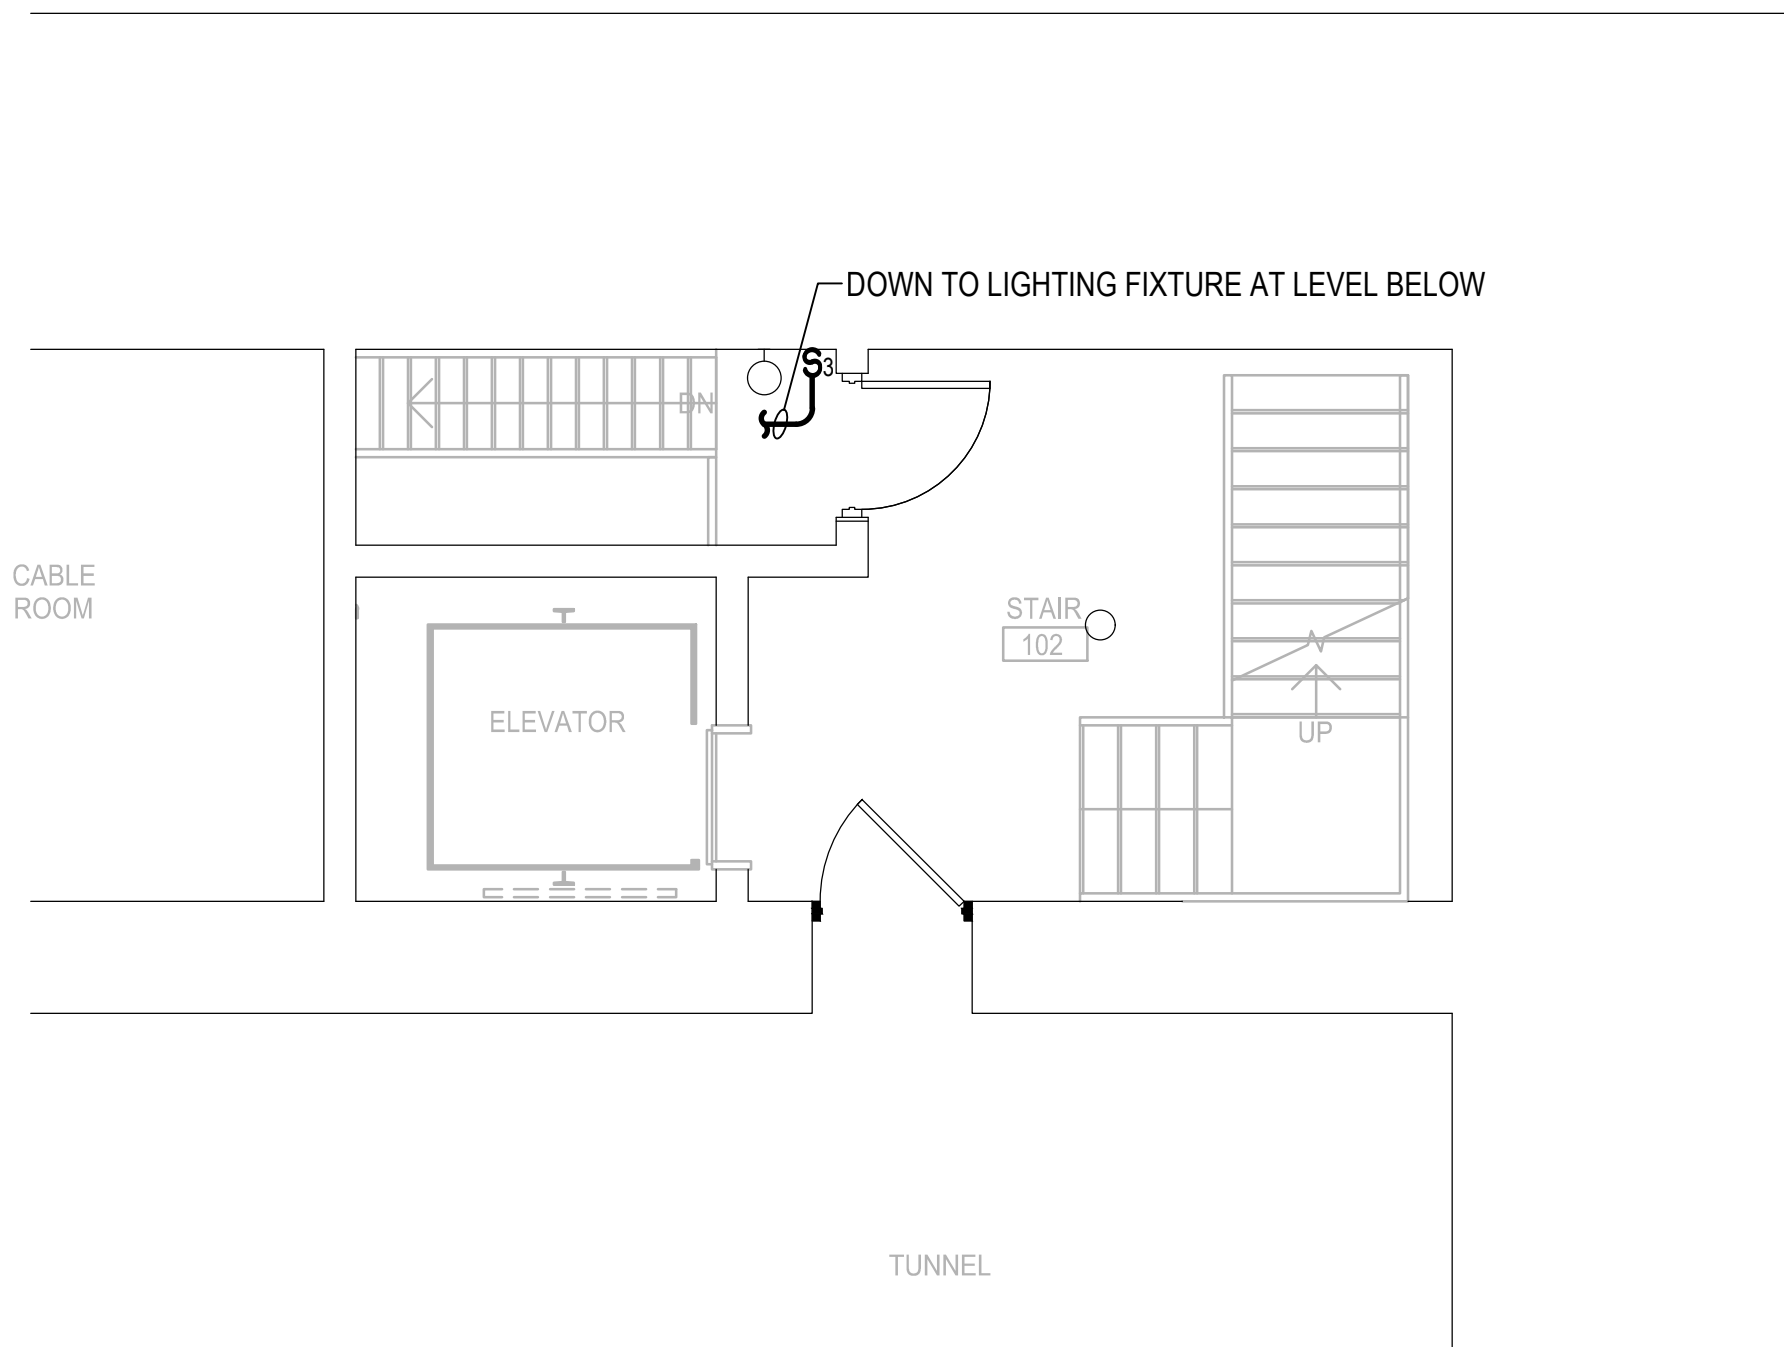 DOWN TO LIGHTING FIXTURE AT LEVEL BELOW
S3
DN
CABLE
ROOM
STAIR
102
ELEVATOR
UP
TUNNEL